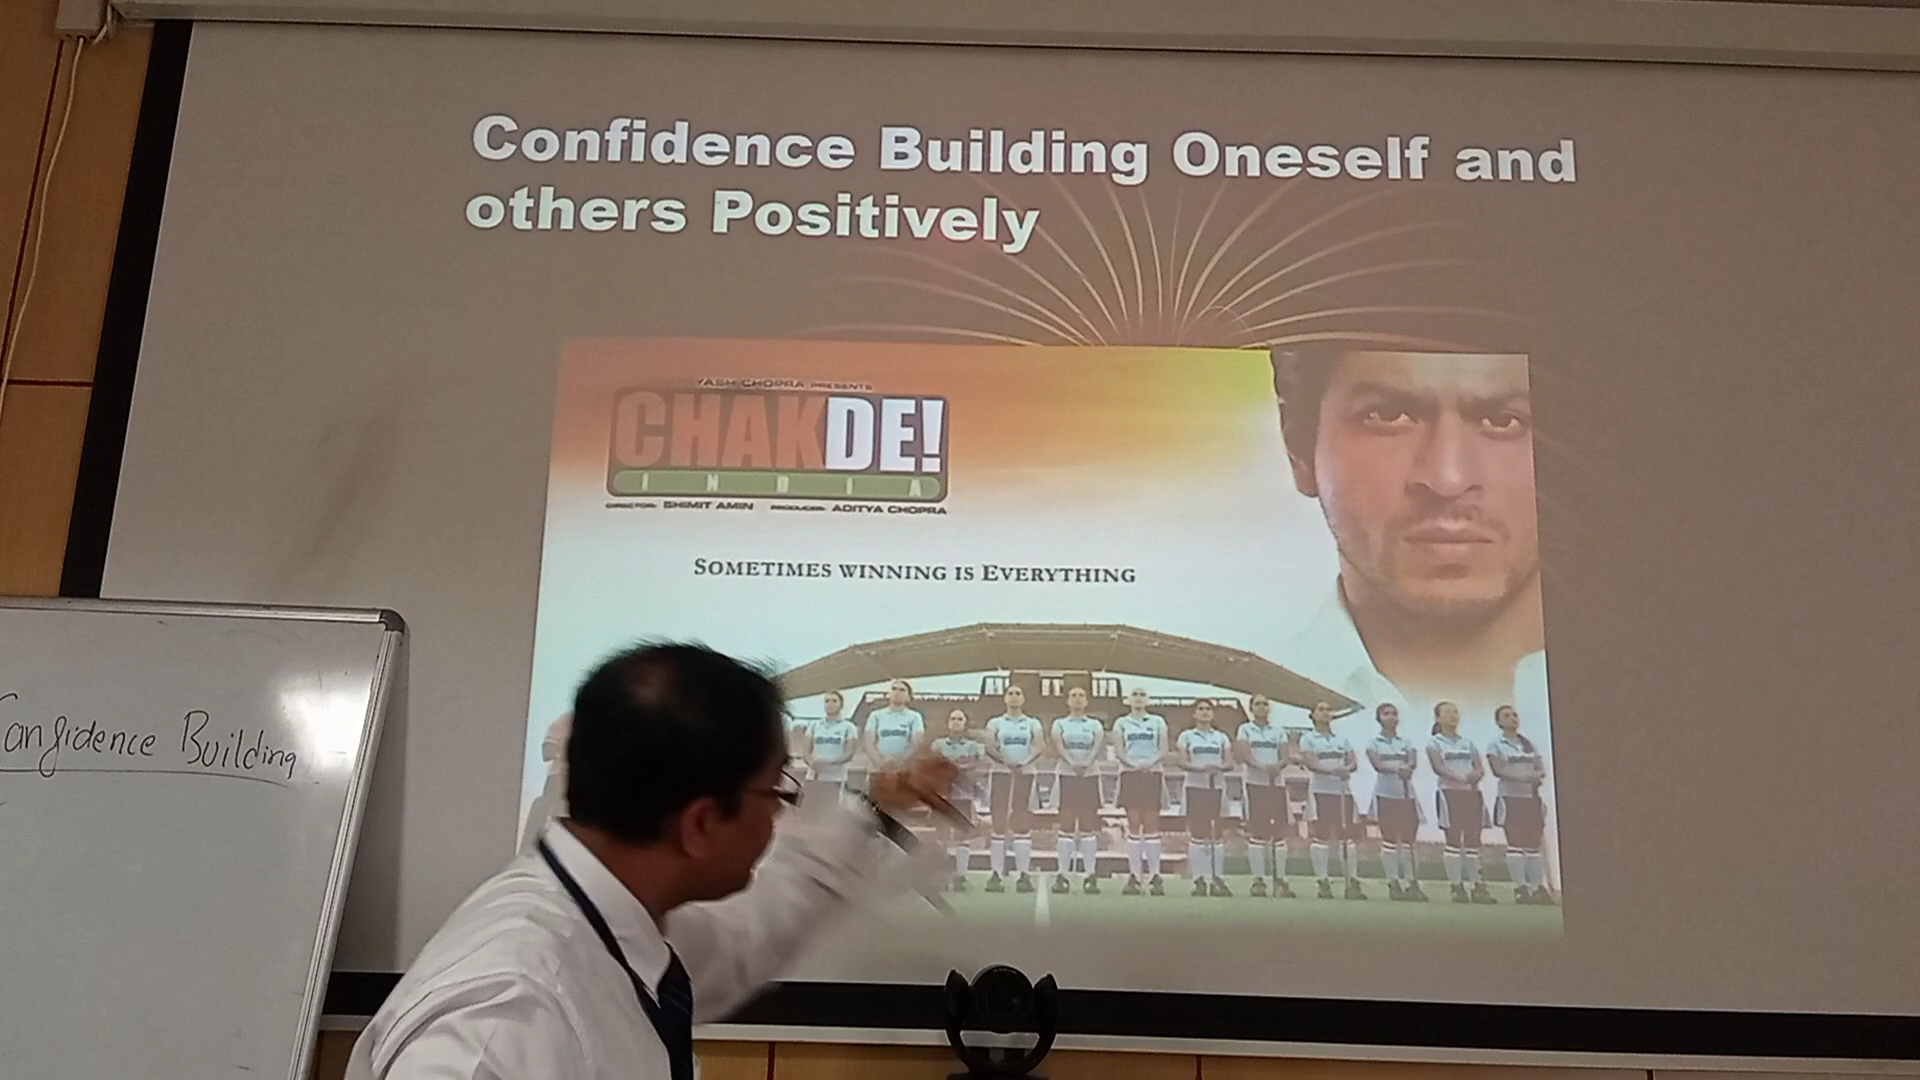 Confidence Building Oneself and
others Positively
YASH CHOPRA PRESENTS
CHAK DE!
INDIA
DIRECTOR: SHIMIT AMIN PRODUCER: ADITYA CHOPRA
SOMETIMES WINNING IS EVERYTHING
Confidence Building